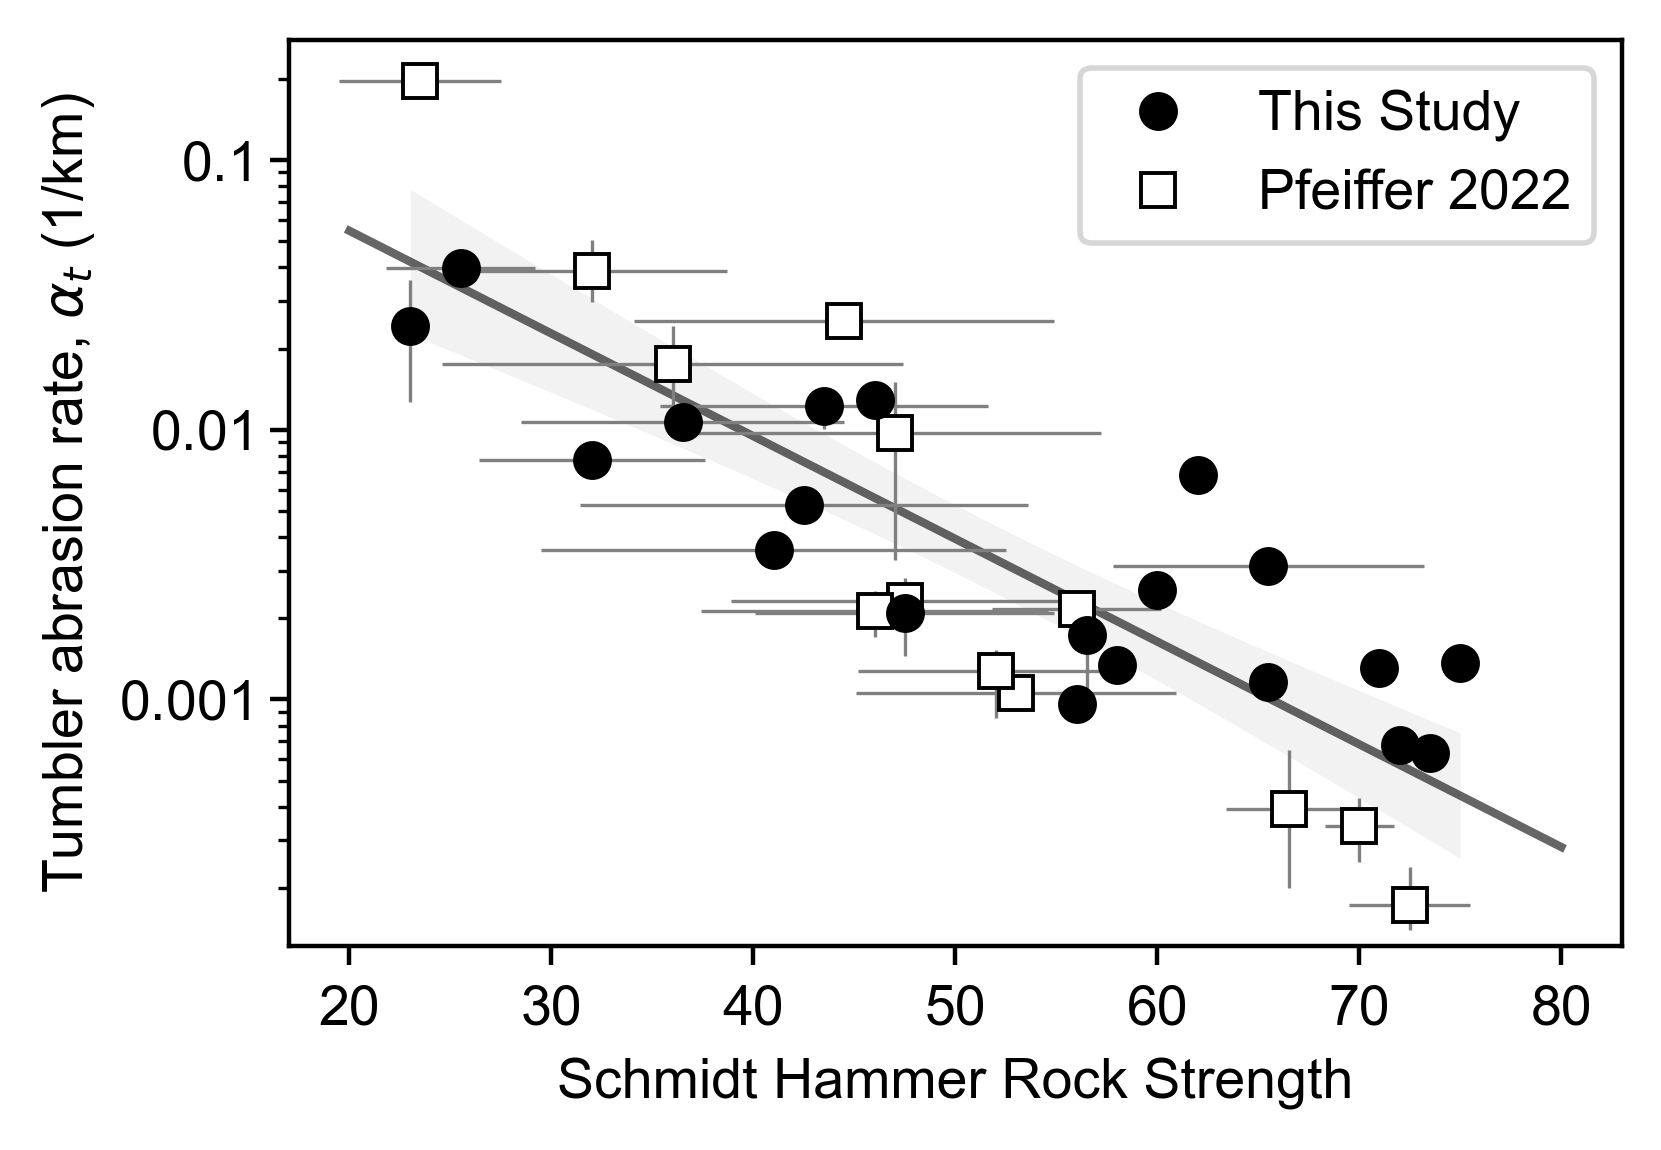 This Study
Pfeiffer 2022
Tumbler abrasion rate, αt (1/km)
0.1
0.01
0.001
20 30 40 50 60 70 80
Schmidt Hammer Rock Strength